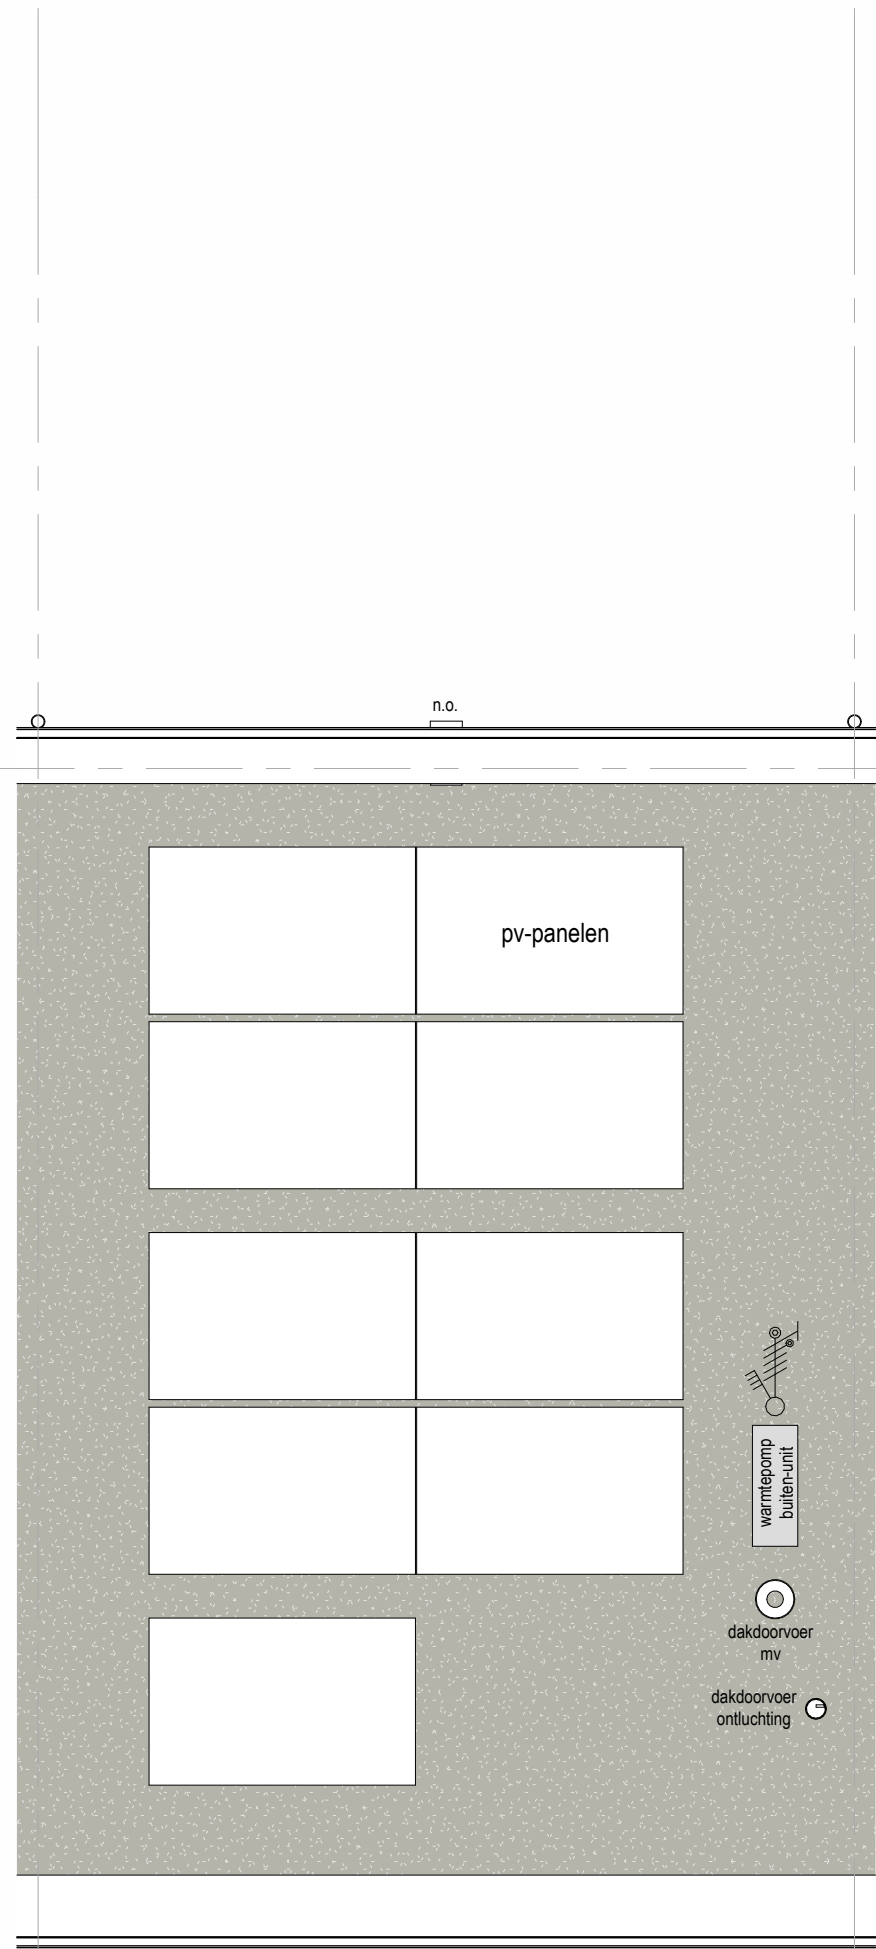 n.o.
pv-panelen
warmtepomp
buiten-unit
dakdoorvoer
mv
dakdoorvoer
ontluchting